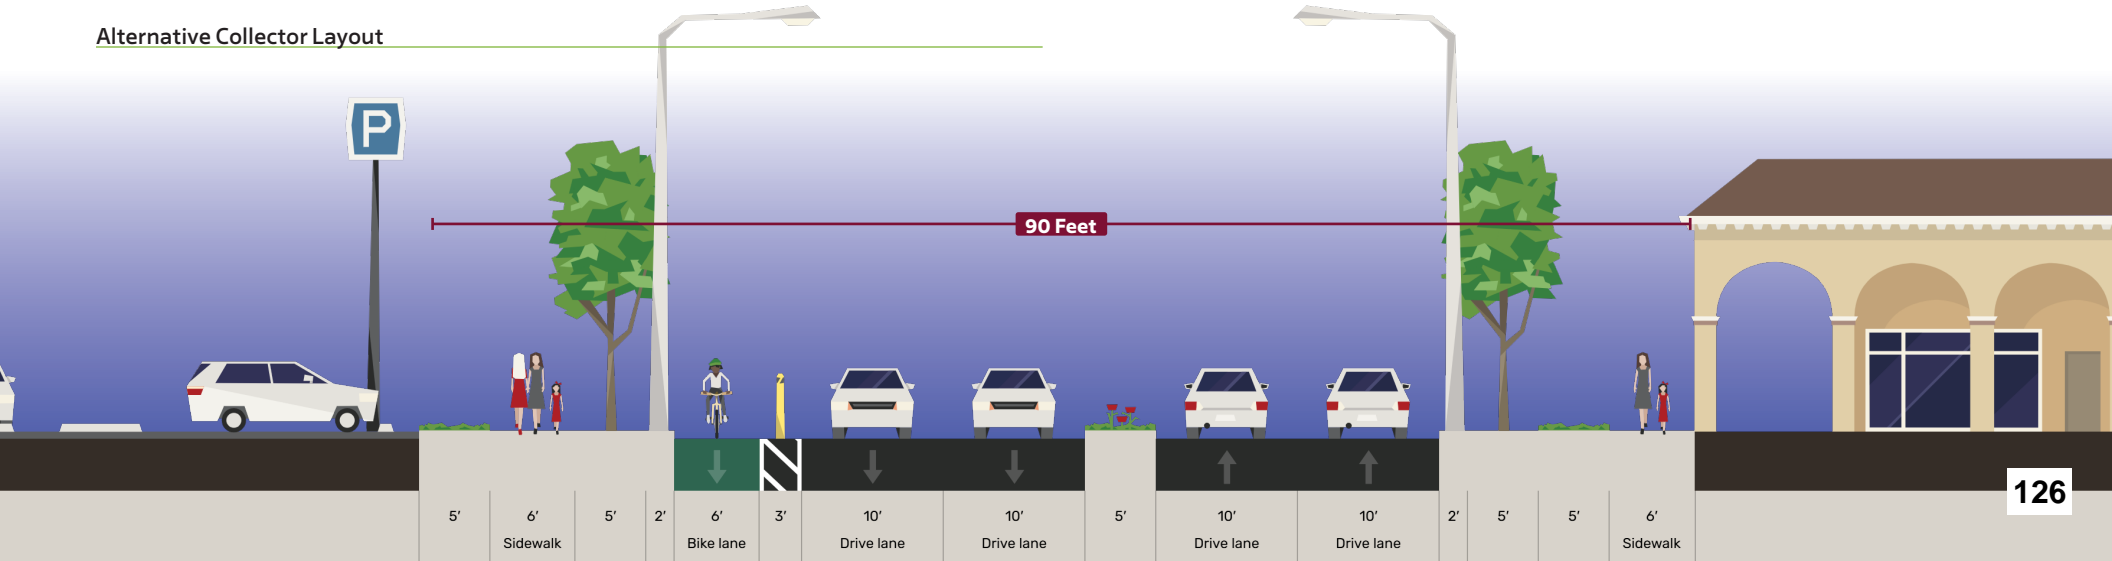 Alternative Collector Layout
P
90 Feet
5’ 6’ 5’ 2’ 6’ 3’ 10’ 10’ 5’ 10’ 10’ 2’ 5’ 5’ 6’
Sidewalk Bike lane Drive lane Drive lane Drive lane Drive lane Sidewalk
126